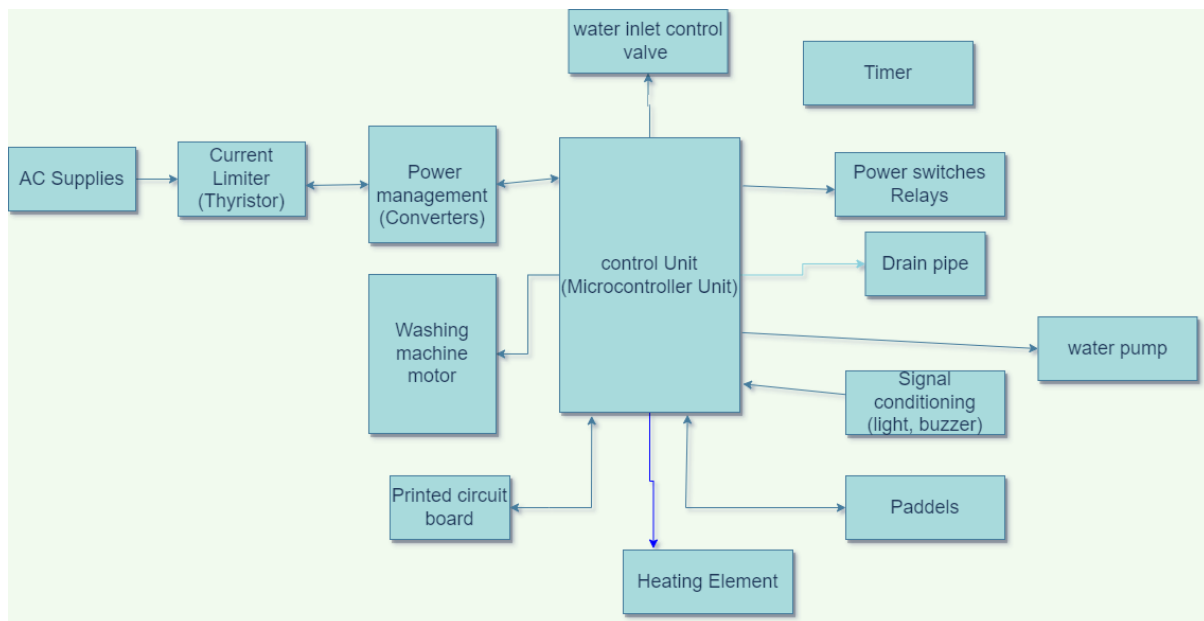 water inlet control
valve
Timer
AC Supplies
Current
Limiter
(Thyristor)
Power
management
(Converters)
control Unit
(Microcontroller Unit)
Power switches
Relays
Drain pipe
Washing
machine
motor
water pump
Signal
conditioning
(light, buzzer)
Printed circuit
board
Paddels
Heating Element